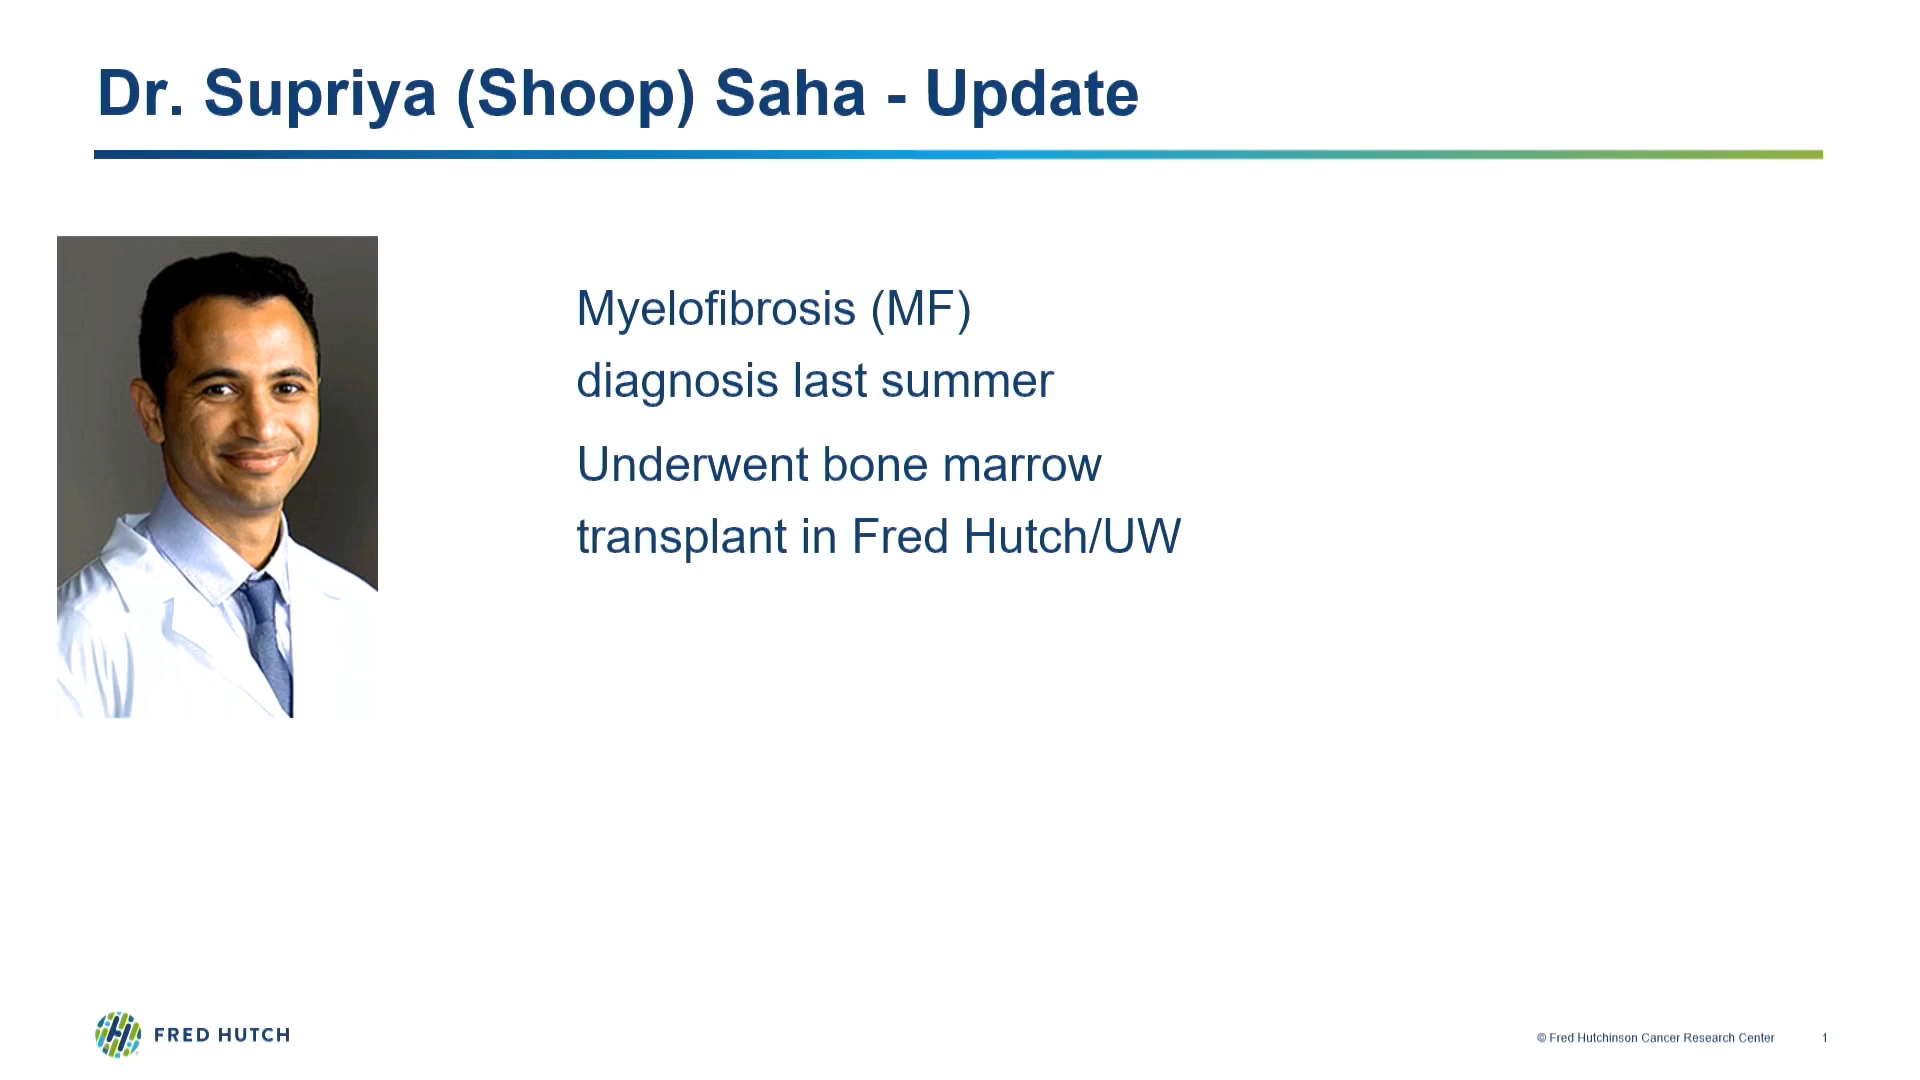 Dr. Supriya (Shoop) Saha - Update
Myelofibrosis (MF)
diagnosis last summer
Underwent bone marrow
transplant in Fred Hutch/UW
FRED HUTCH
© Fred Hutchinson Cancer Research Center
1